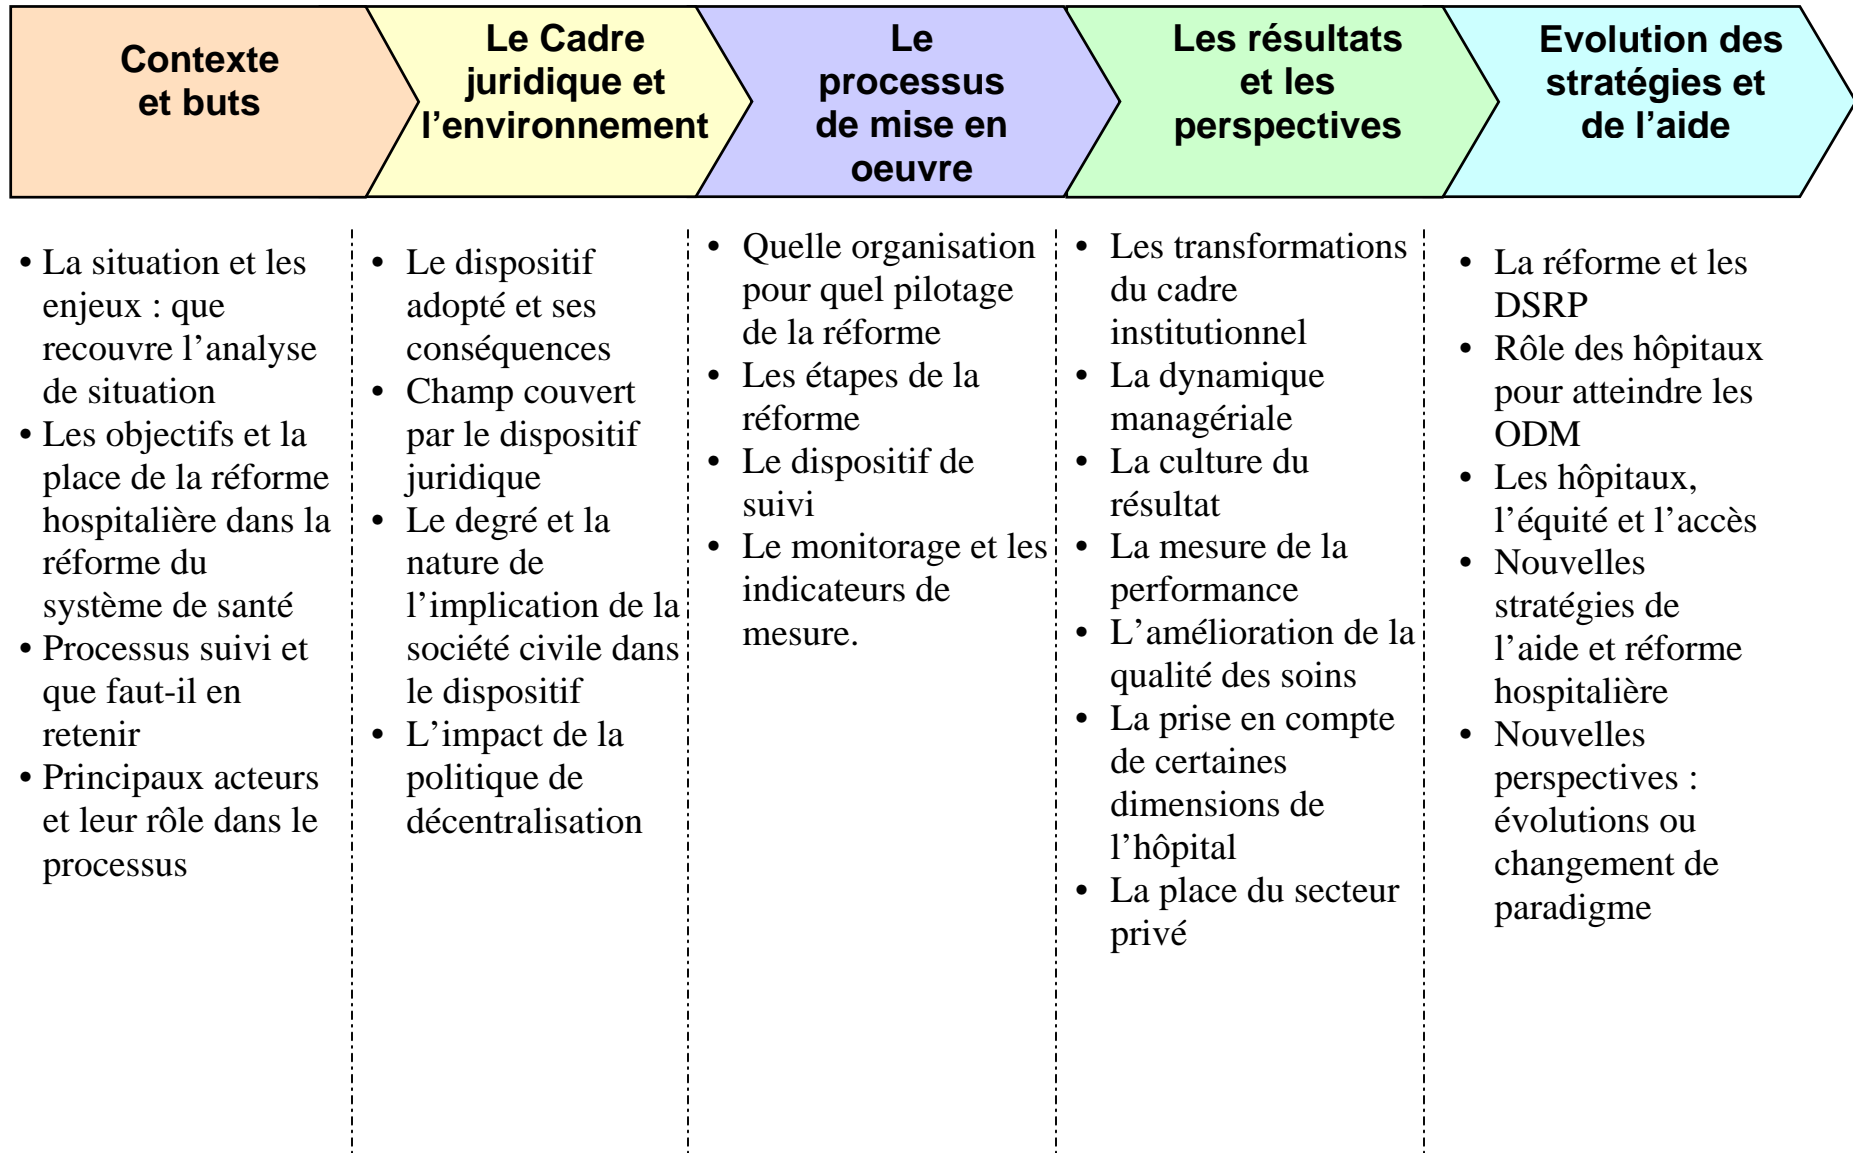 Contexte
et buts
Le Cadre
juridique et
l’environnement
Le
processus
de mise en
oeuvre
Les résultats
et les
perspectives
Evolution des
stratégies et
de l’aide
• La situation et les
enjeux : que
recouvre l’analyse
de situation
• Les objectifs et la
place de la réforme
hospitalière dans la
réforme du
système de santé
• Processus suivi et
que faut-il en
retenir
• Principaux acteurs
et leur rôle dans le
processus
• Le dispositif
adopté et ses
conséquences
• Champ couvert
par le dispositif
juridique
• Le degré et la
nature de
l’implication de la
société civile dans
le dispositif
• L’impact de la
politique de
décentralisation
• Quelle organisation
pour quel pilotage
de la réforme
• Les étapes de la
réforme
• Le dispositif de
suivi
• Le monitorage et les
indicateurs de
mesure.
• Les transformations
du cadre
institutionnel
• La dynamique
managériale
• La culture du
résultat
• La mesure de la
performance
• L’amélioration de la
qualité des soins
• La prise en compte
de certaines
dimensions de
l’hôpital
• La place du secteur
privé
• La réforme et les
DSRP
• Rôle des hôpitaux
pour atteindre les
ODM
• Les hôpitaux,
l’équité et l’accès
• Nouvelles
stratégies de
l’aide et réforme
hospitalière
• Nouvelles
perspectives :
évolutions ou
changement de
paradigme